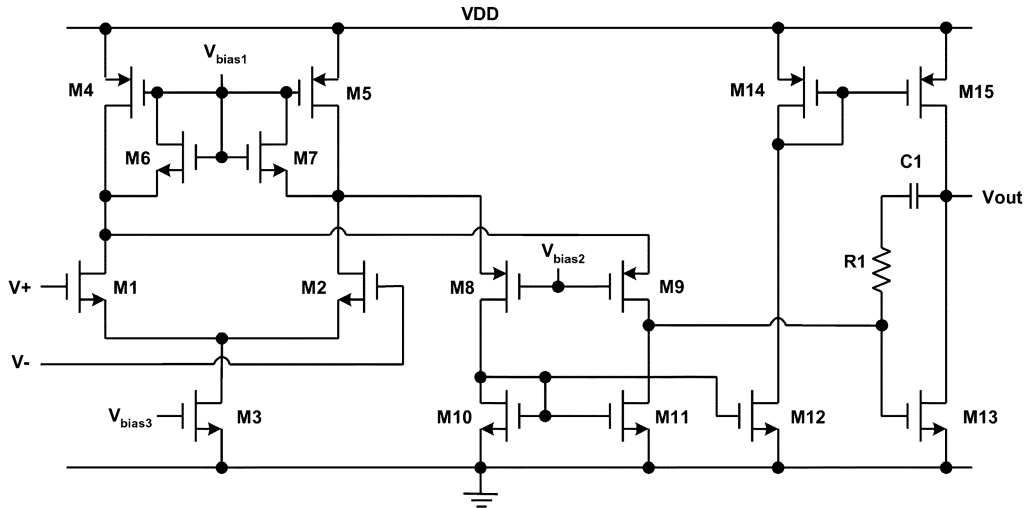 VDD
Vbias1
M4
M5
M14
M15
M6
M7
C1
Vout
Vbias2
R1
V+
M1
M2
M8
M9
V-
Vbias3
M3
M10
M11
M12
M13